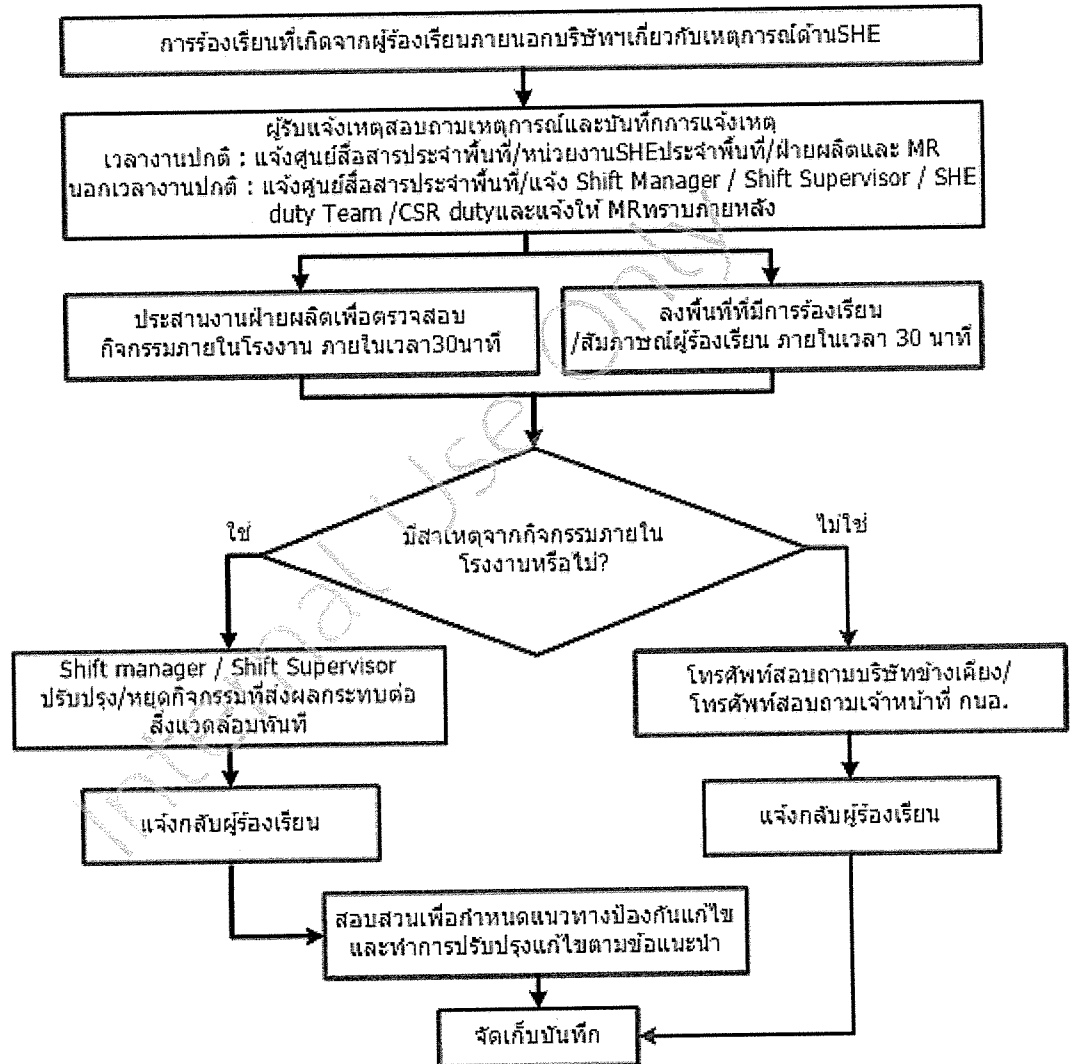 การร้องเรียนที่เกิดจากผู้ร้องเรียนภายนอกบริษัทฯเกี่ยวกับเหตุการณ์ด้านSHE
ผู้รับแจ้งเหตุสอบถามเหตุการณ์และบันทึกการแจ้งเหตุ
เวลางานปกติ : แจ้งศูนย์สื่อสารประจำพื้นที่/หน่วยงานSHEประจำพื้นที่/ฝ่ายผลิตและ MR
นอกเวลางานปกติ : แจ้งศูนย์สื่อสารประจำพื้นที่/แจ้ง Shift Manager / Shift Supervisor / SHE
duty Team /CSR dutyและแจ้งให้ MRทราบภายหลัง
ประสานงานฝ่ายผลิตเพื่อตรวจสอบ
กิจกรรมภายในโรงงาน ภายในเวลา30นาที
ลงพื้นที่ที่มีการร้องเรียน
/สัมภาษณ์ผู้ร้องเรียน ภายในเวลา 30 นาที
มีสาเหตุจากกิจกรรมภายใน
โรงงานหรือไม่?
ใช่
ไม่ใช่
Shift manager / Shift Supervisor
ปรับปรุง/หยุดกิจกรรมที่ส่งผลกระทบต่อ
สิ่งแวดล้อมทันที
โทรศัพท์สอบถามบริษัทข้างเคียง/
โทรศัพท์สอบถามเจ้าหน้าที่ กนอ.
แจ้งกลับผู้ร้องเรียน
แจ้งกลับผู้ร้องเรียน
สอบสวนเพื่อกำหนดแนวทางป้องกันแก้ไข
และทำการปรับปรุงแก้ไขตามข้อแนะนำ
จัดเก็บบันทึก
Internal Use Only